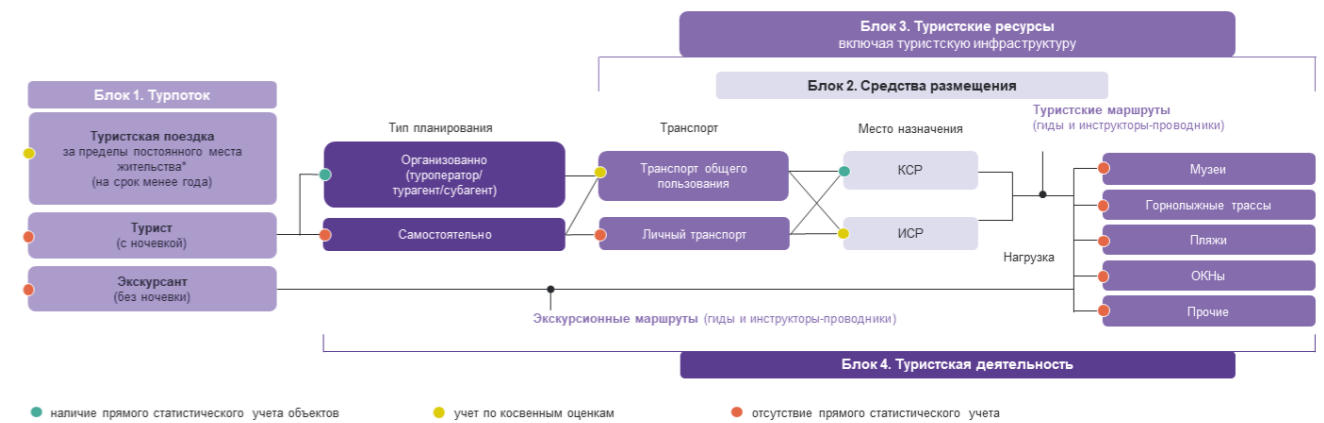 Блок 3. Туристские ресурсы
включая туристскую инфраструктуру
Блок 2. Средства размещения
Блок 1. Турпоток
Туристская поездка
за пределы постоянного места
жительства*
(на срок менее года)
Турист
(с ночевкой)
Экскурсант
(без ночевки)
Тип планирования
Организованно
(туроператор/
турагент/субагент)
Самостоятельно
Транспорт
Транспорт общего
пользования
Личный транспорт
Место назначения
КСР
ИСР
Туристские маршруты
(гиды и инструкторы-проводники)
Нагрузка
Музеи
Горнолыжные трассы
Пляжи
ОКНы
Прочие
Экскурсионные маршруты (гиды и инструкторы-проводники)
Блок 4. Туристская деятельность
наличие прямого статистического учета объектов
учет по косвенным оценкам
отсутствие прямого статистического учета